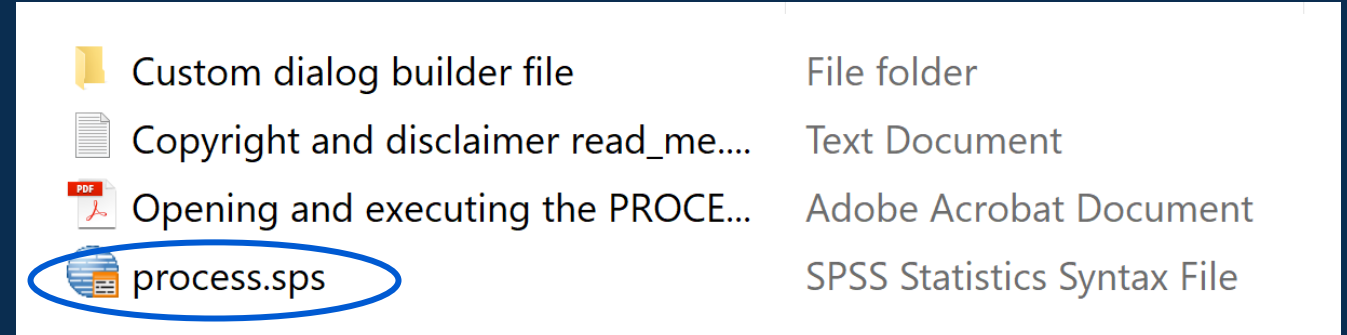 Custom dialog builder file File folder
Copyright and disclaimer read_me.... Text Document
PDF
Opening and executing the PROCE... Adobe Acrobat Document
process.sps SPSS Statistics Syntax File